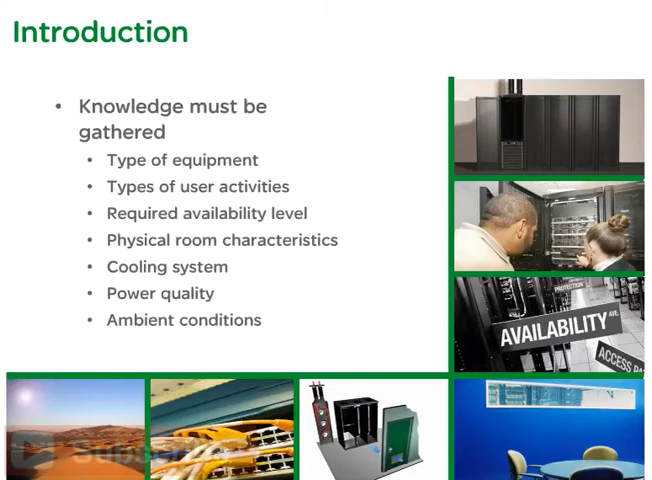 Introduction
• Knowledge must be
gathered
• Type of equipment
• Types of user activities
• Required availability level
• Physical room characteristics
• Cooling system
• Power quality
• Ambient conditions
PROTECTION
AVAILABILITY AVE.
ACCESS